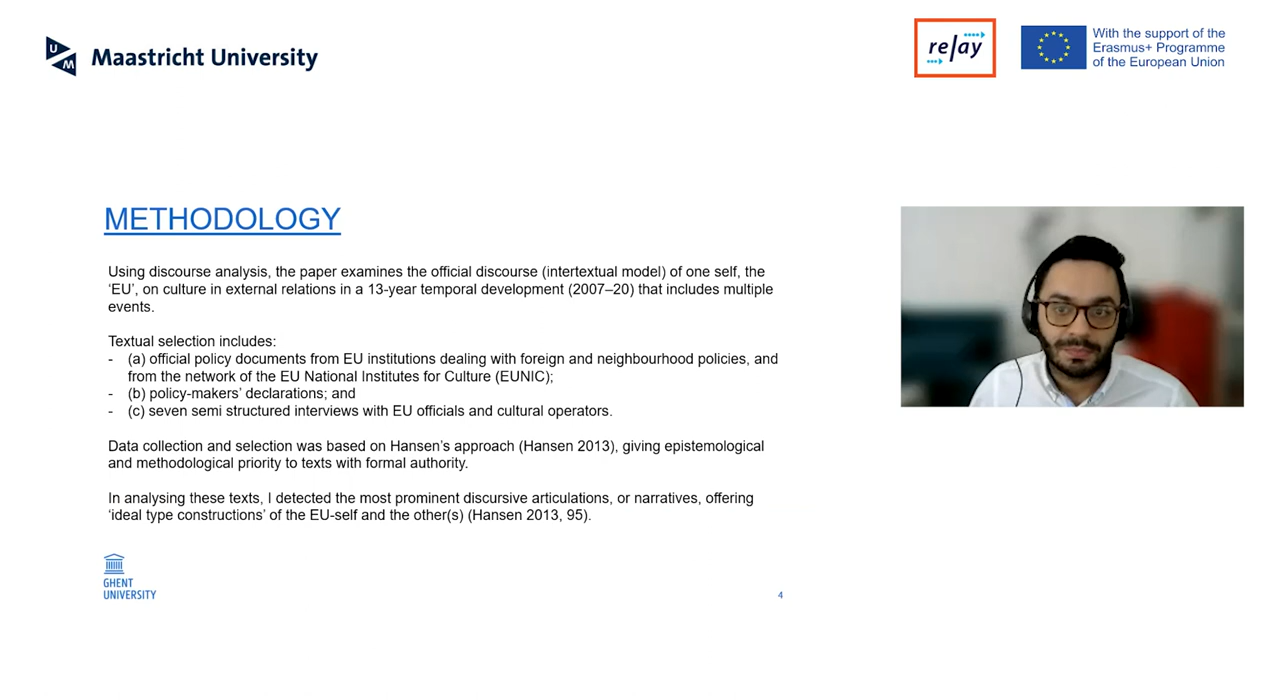 UM
Maastricht University
relay
With the support of the
Erasmus+ Programme
of the European Union
METHODOLOGY
Using discourse analysis, the paper examines the official discourse (intertextual model) of one self, the
‘EU’, on culture in external relations in a 13-year temporal development (2007–20) that includes multiple
events.
Textual selection includes:
- (a) official policy documents from EU institutions dealing with foreign and neighbourhood policies, and
from the network of the EU National Institutes for Culture (EUNIC);
- (b) policy-makers’ declarations; and
- (c) seven semi structured interviews with EU officials and cultural operators.
Data collection and selection was based on Hansen’s approach (Hansen 2013), giving epistemological
and methodological priority to texts with formal authority.
In analysing these texts, I detected the most prominent discursive articulations, or narratives, offering
‘ideal type constructions’ of the EU-self and the other(s) (Hansen 2013, 95).
GHENT
UNIVERSITY
4